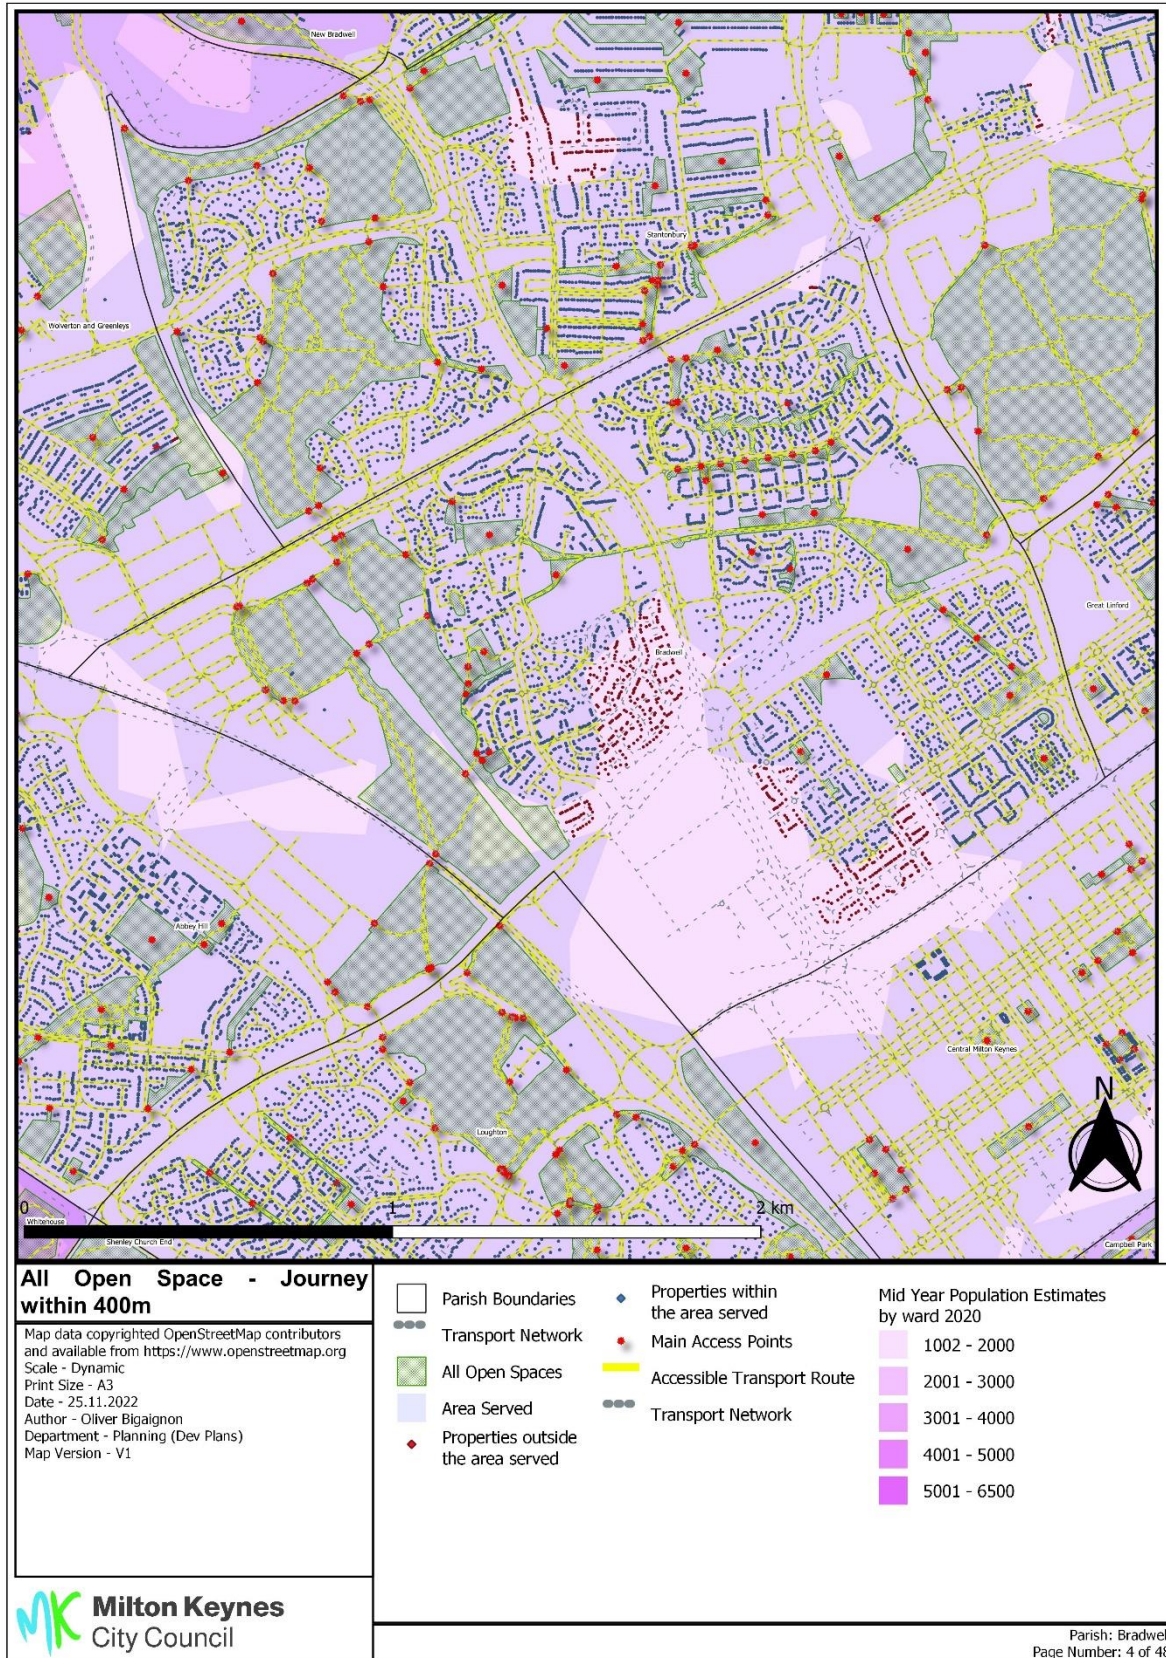 New Bradwell
Stantonbury
Wolverton and Greenleys
Great Linford
Bradwell
Abbey Hill
Central Milton Keynes
N
Loughton
0
1
2 km
Whitehouse
Shenley Church End
Campbell Park
All Open Space - Journey
within 400m
Map data copyrighted OpenStreetMap contributors
and available from https://www.openstreetmap.org
Scale - Dynamic
Print Size - A3
Date - 25.11.2022
Author - Oliver Bigaignon
Department - Planning (Dev Plans)
Map Version - V1
MK Milton Keynes
City Council
Parish Boundaries
Transport Network
All Open Spaces
Area Served
Properties outside
the area served
Properties within
the area served
Main Access Points
Accessible Transport Route
Transport Network
Mid Year Population Estimates
by ward 2020
1002 - 2000
2001 - 3000
3001 - 4000
4001 - 5000
5001 - 6500
Parish: Bradwel
Page Number: 4 of 48